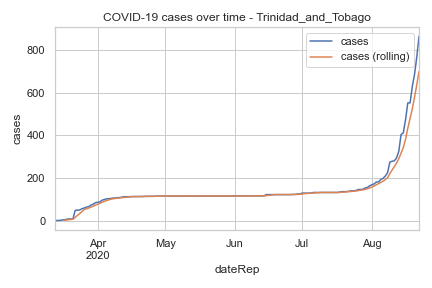 COVID-19 cases over time - Trinidad_and_Tobago
cases
cases (rolling)
800
600
400
200
0
cases
Apr
2020
May
Jun
Jul
Aug
dateRep